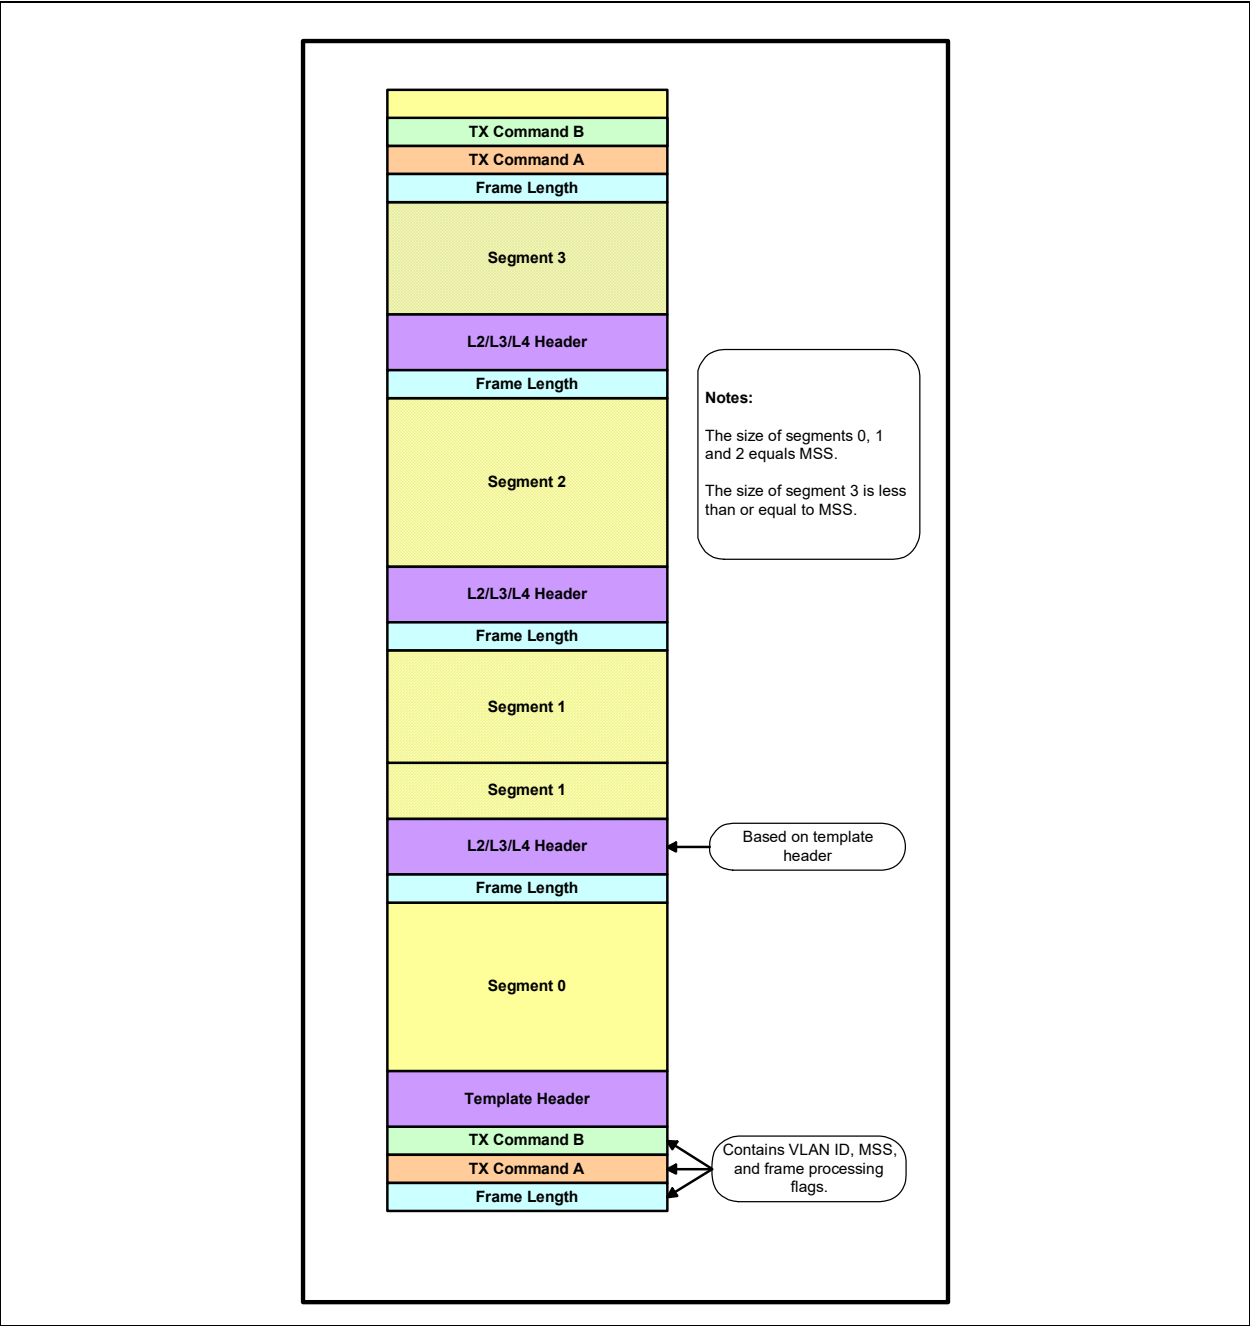 TX Command B
TX Command A
Frame Length
Segment 3
L2/L3/L4 Header
Frame Length
Notes:
The size of segments 0, 1
and 2 equals MSS.
The size of segment 3 is less
than or equal to MSS.
Segment 2
L2/L3/L4 Header
Frame Length
Segment 1
Segment 1
L2/L3/L4 Header
Based on template
header
Frame Length
Segment 0
Template Header
TX Command B
TX Command A
Frame Length
Contains VLAN ID, MSS,
and frame processing
flags.